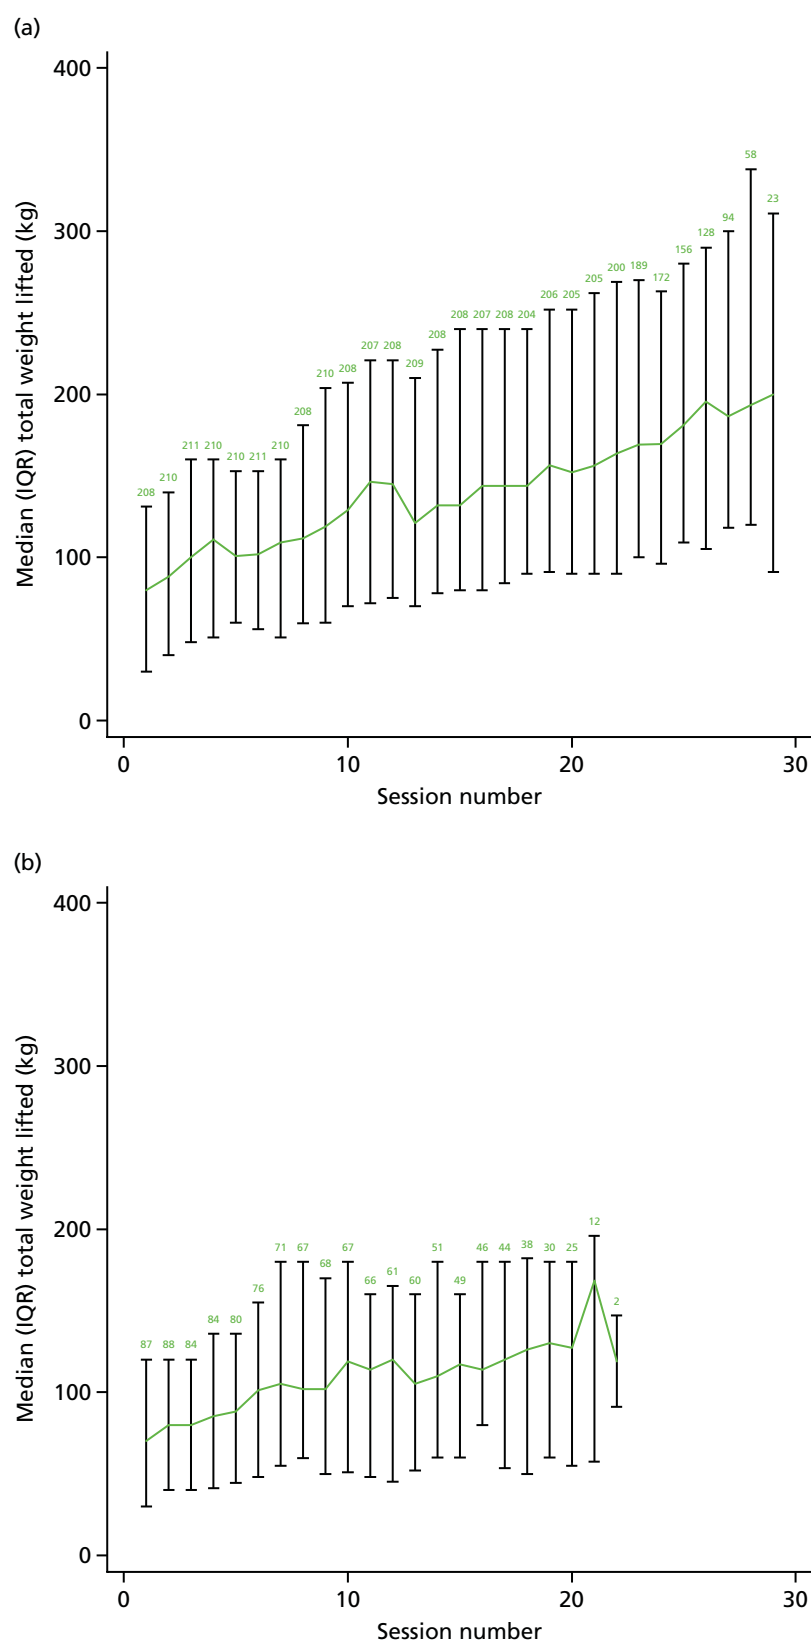 (a)
400
300
200
100
0
Median (IQR) total weight lifted (kg)
208 210 211 210 210 211 210 208 210 208 207 208 209 208 208 207 208 204 206 205 205 200 189 172 156 128 94 58 23
0 10 20 30
Session number
(b)
400
300
200
100
0
Median (IQR) total weight lifted (kg)
87 88 84 84 80 76 71 67 68 67 66 61 60 51 49 46 44 38 30 25 12 2
0 10 20 30
Session number